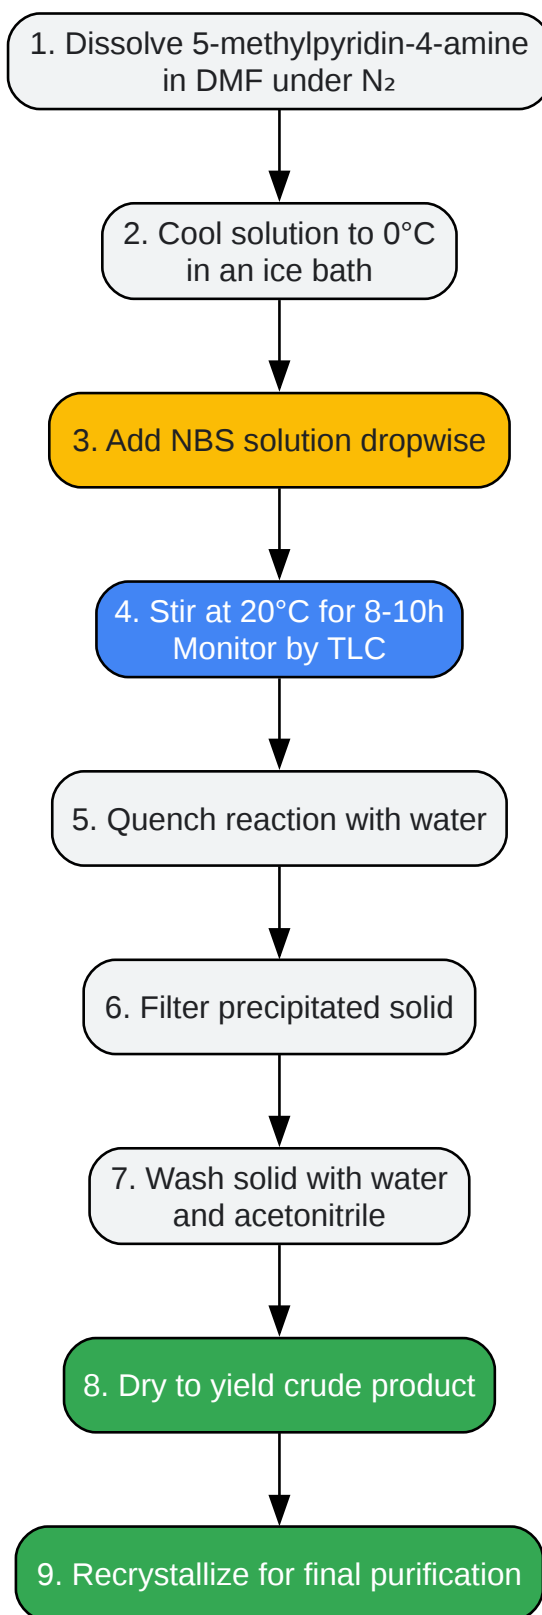 1. Dissolve 5-methylpyridin-4-amine
in DMF under N₂
2. Cool solution to 0°C
in an ice bath
3. Add NBS solution dropwise
4. Stir at 20°C for 8-10h
Monitor by TLC
5. Quench reaction with water
6. Filter precipitated solid
7. Wash solid with water
and acetonitrile
8. Dry to yield crude product
9. Recrystallize for final purification